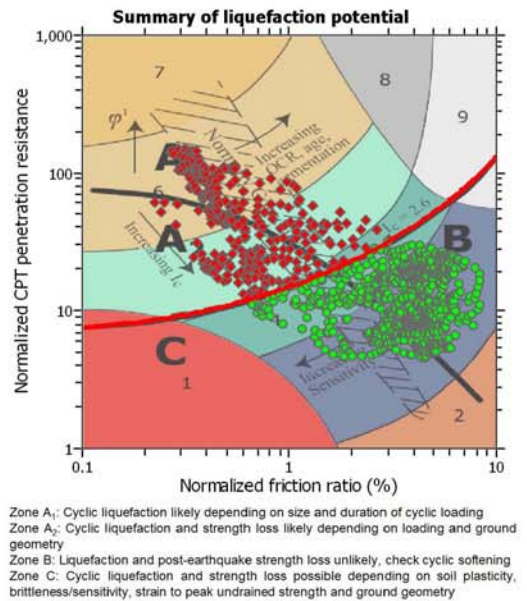 Summary of liquefaction potential
1,000
7
8
9
φ'
Increasing
OCR, age,
100
A
6
A
Increasing Ic
Ic = 2.6
B
Normalized CPT penetration resistance
10
C
1
Sensitivity
2
1
0.1
1
10
Normalized friction ratio (%)
Zone A₁: Cyclic liquefaction likely depending on size and duration of cyclic loading
Zone A₂: Cyclic liquefaction and strength loss likely depending on loading and ground
geometry
Zone B: Liquefaction and post-earthquake strength loss unlikely, check cyclic softening
Zone C: Cyclic liquefaction and strength loss possible depending on soil plasticity,
brittleness/sensitivity, strain to peak undrained strength and ground geometry